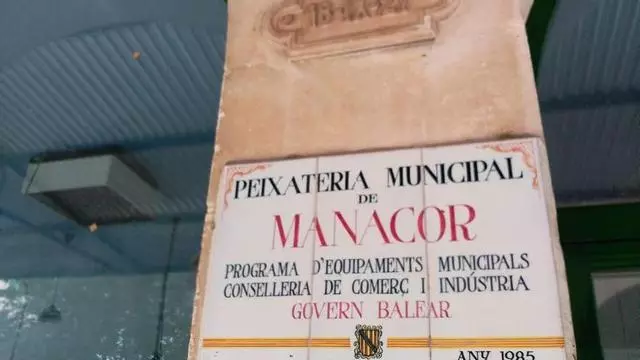 PEIXATERIA MUNICIPAL
DE
MANACOR
PROGRAMA D'EQUIPAMENTS MUNICIPALS
CONSELLERIA DE COMERÇ I INDÚSTRIA
GOVERN BALEAR
ANY 1985